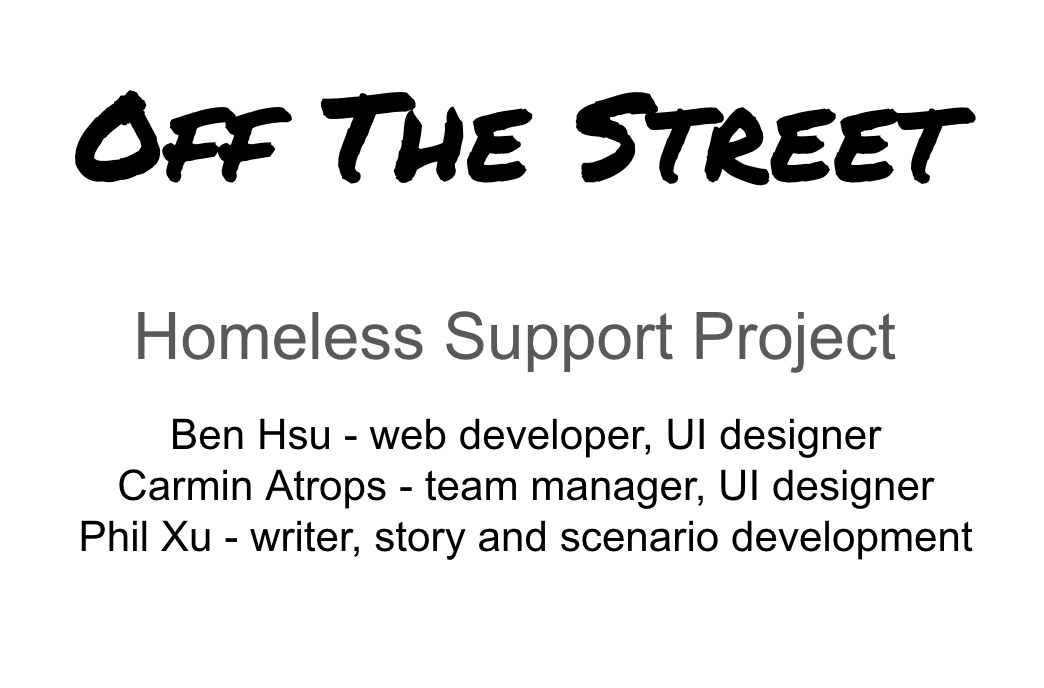 Off The Street
Homeless Support Project
Ben Hsu - web developer, UI designer
Carmin Atrops - team manager, UI designer
Phil Xu - writer, story and scenario development